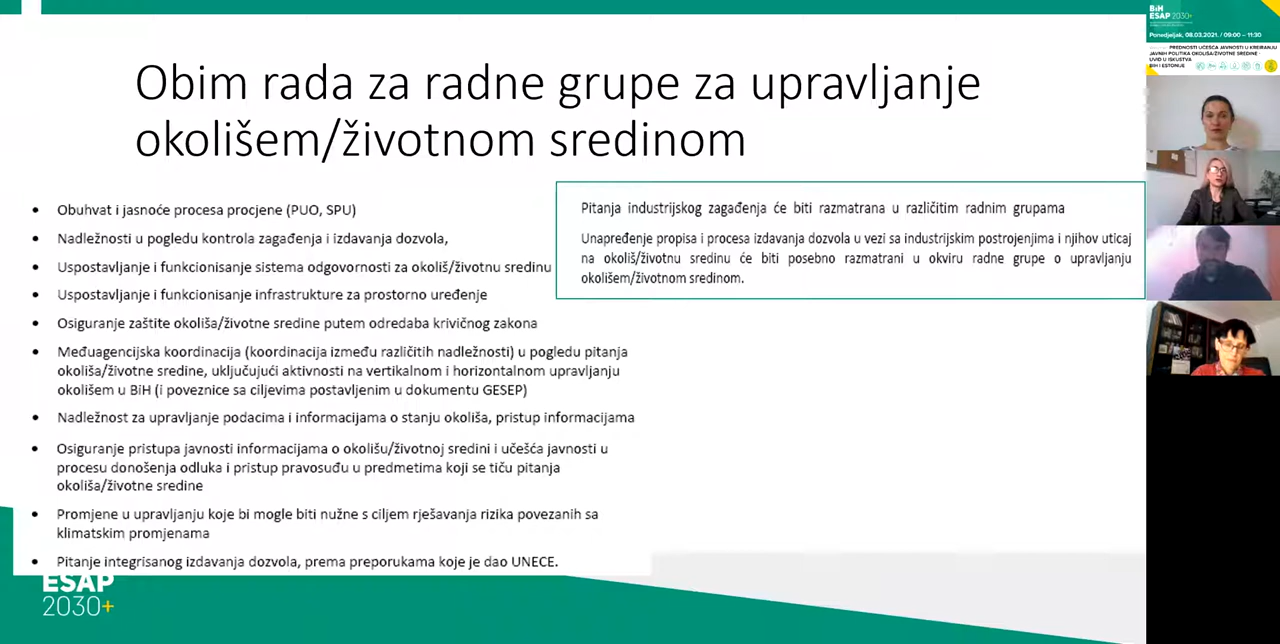 Obim rada za radne grupe za upravljanje
okolišem/životnom sredinom
Obuhvat i jasnoće procesa procjene (PUO, SPU)
Nadležnosti u pogledu kontrola zagađenja i izdavanja dozvola,
Uspostavljanje i funkcionisanje sistema odgovornosti za okoliš/životnu sredinu
Uspostavljanje i funkcionisanje infrastrukture za prostorno uređenje
Osiguranje zaštite okoliša/životne sredine putem odredaba krivičnog zakona
Međuagencijska koordinacija (koordinacija između različitih nadležnosti) u pogledu pitanja
okoliša/životne sredine, uključujući aktivnosti na vertikalnom i horizontalnom upravljanju
okolišem u BiH (i poveznice sa ciljevima postavljenim u dokumentu GESEP)
Nadležnost za upravljanje podacima i informacijama o stanju okoliša, pristup informacijama
Osiguranje pristupa javnosti informacijama o okolišu/životnoj sredini i učešća javnosti u
procesu donošenja odluka i pristup pravosuđu u predmetima koji se tiču pitanja
okoliša/životne sredine
Promjene u upravljanju koje bi mogle biti nužne s ciljem rješavanja rizika povezanih sa
klimatskim promjenama
Pitanje integrisanog izdavanja dozvola, prema preporukama koje je dao UNECE.
Pitanja industrijskog zagađenja će biti razmatrana u različitim radnim grupama
Unapređenje propisa i procesa izdavanja dozvola u vezi sa industrijskim postrojenjima i njihov uticaj
na okoliš/životnu sredinu će biti posebno razmatrani u okviru radne grupe o upravljanju
okolišem/životnom sredinom.
ESAP
2030+
BiH
ESAP 2030+
Ponedjeljak, 08.03.2021. / 09:00 – 11:30
PREDNOSTI UČEŠĆA JAVNOSTI U KREIRANJU
JAVNIH POLITIKA OKOLIŠA/ŽIVOTNE SREDINE -
UVID U ISKUSTVA
BIH I ESTONIJE